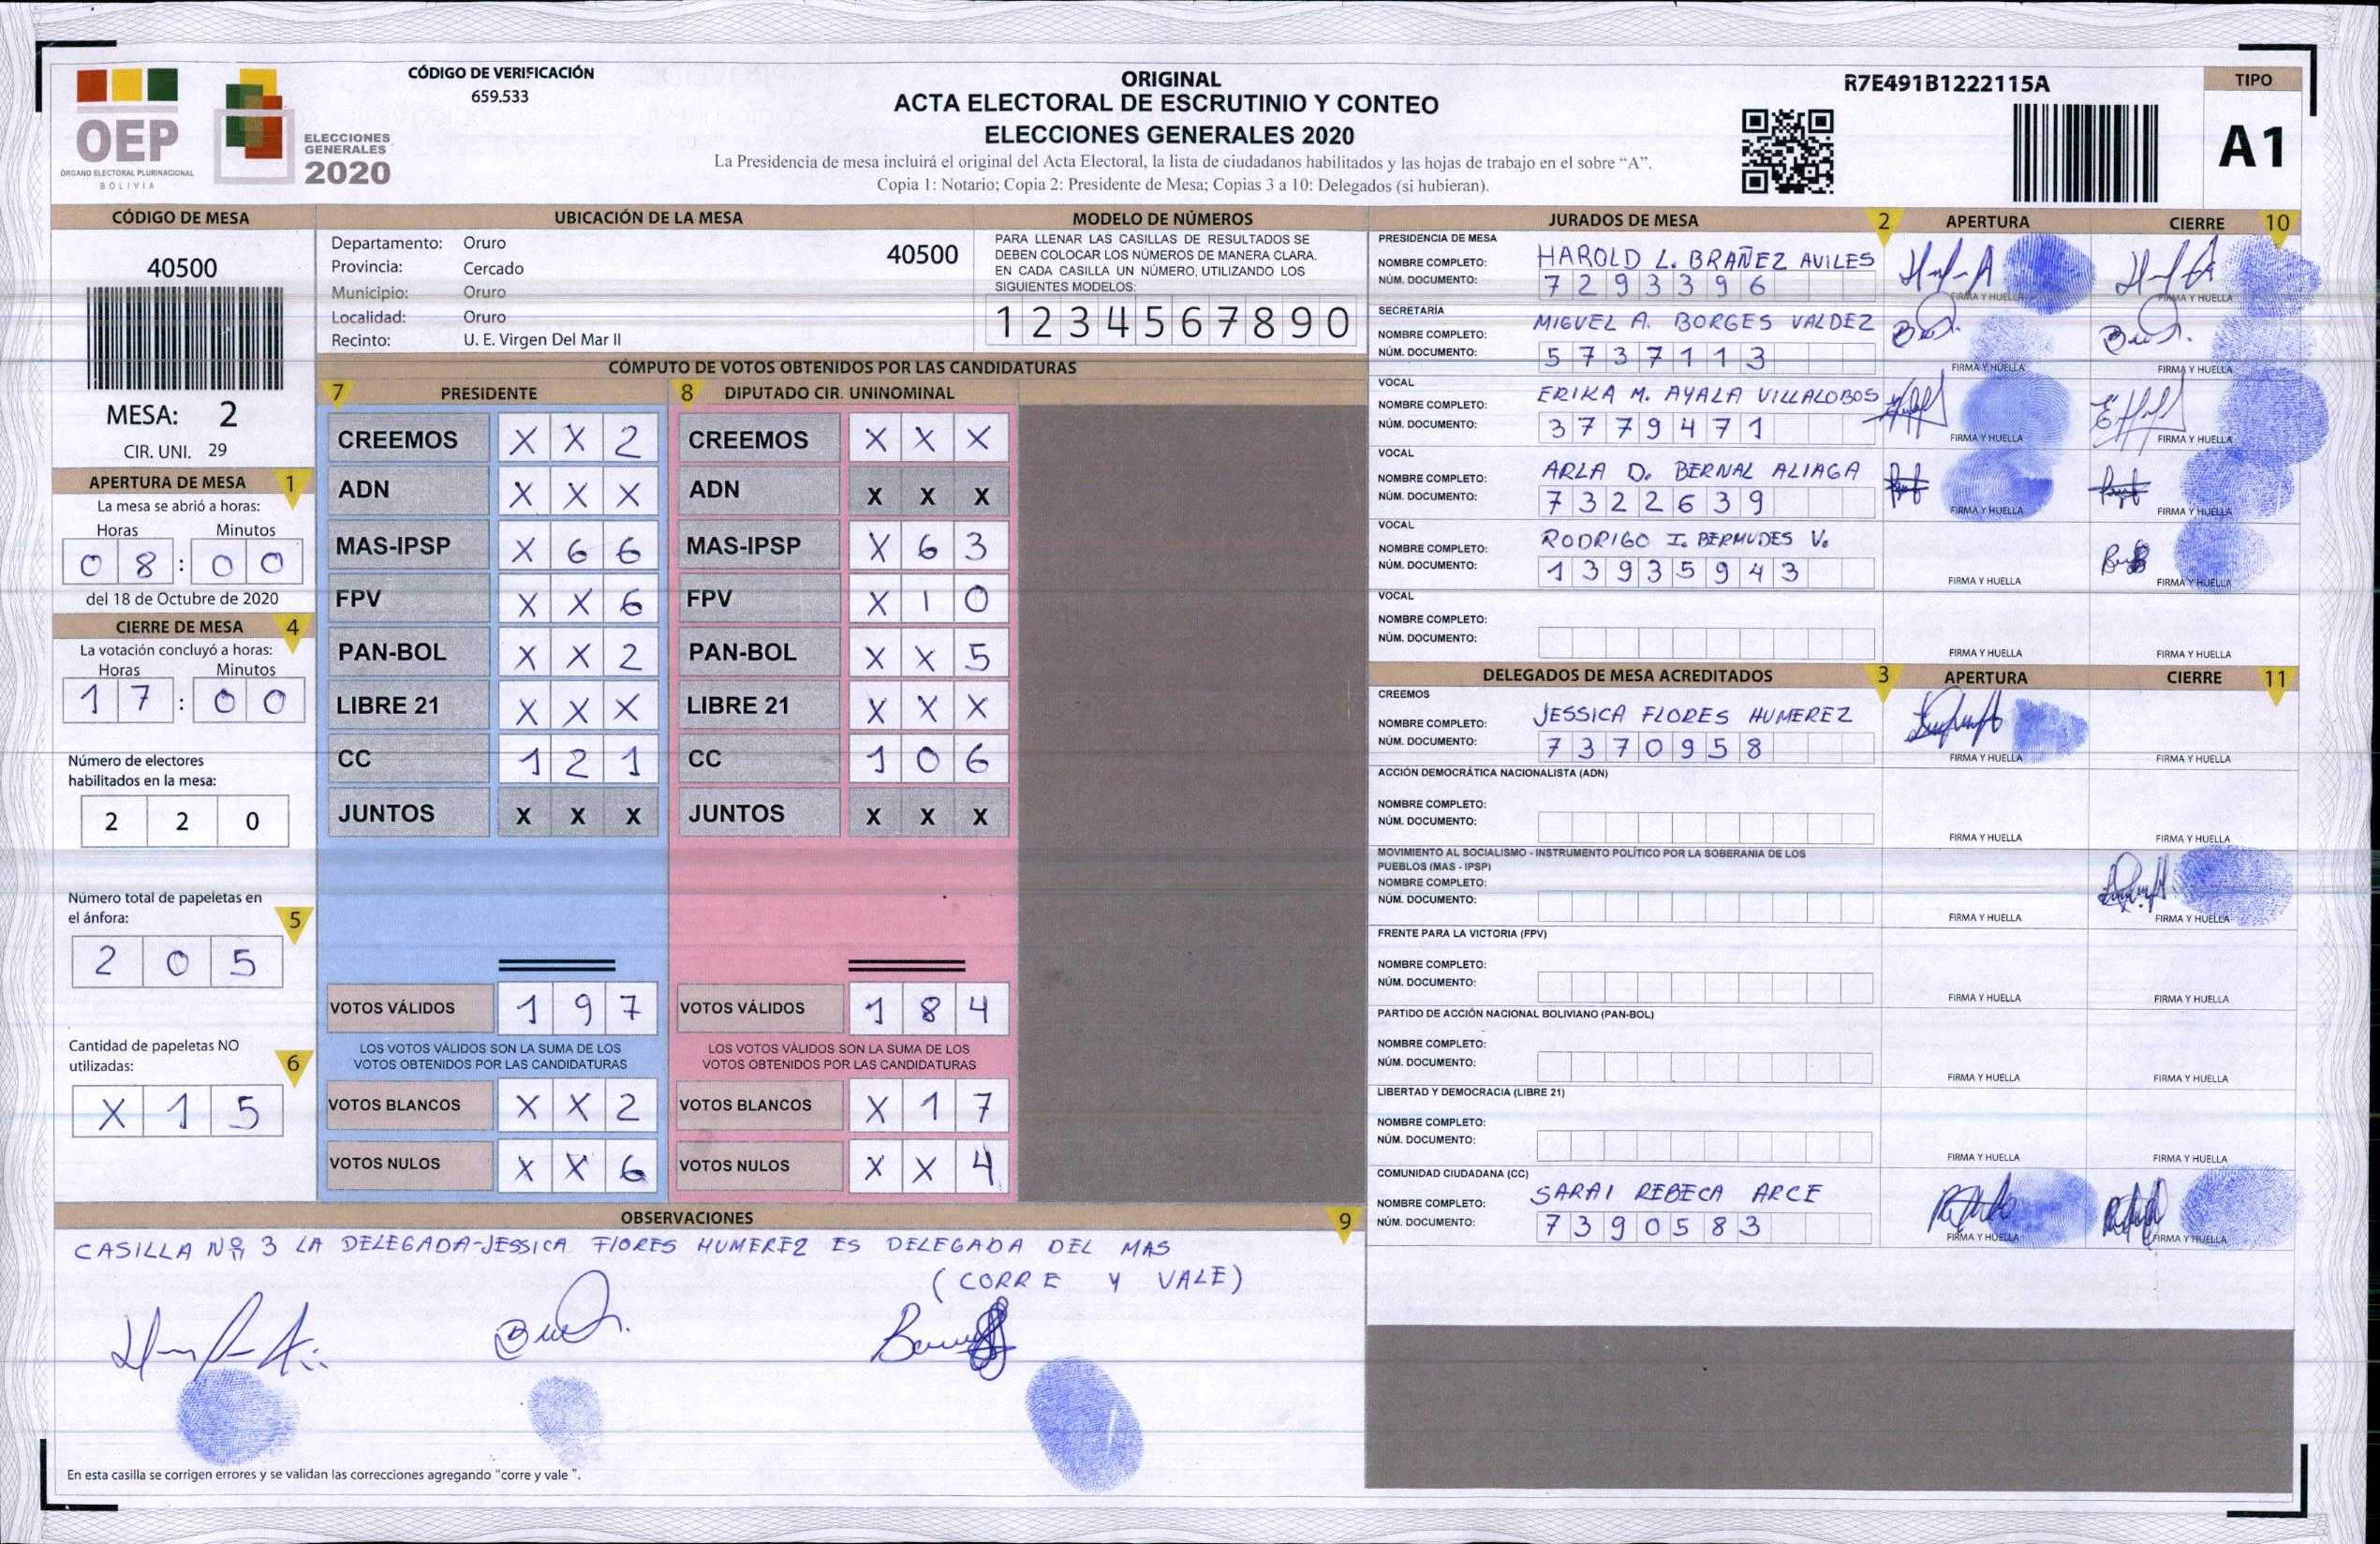 OEP
ÓRGANO ELECTORAL PLURINACIONAL
BOLIVIA
ELECCIONES
GENERALES
2020
CÓDIGO DE VERIFICACIÓN
659.533
ORIGINAL
ACTA ELECTORAL DE ESCRUTINIO Y CONTEO
ELECCIONES GENERALES 2020
La Presidencia de mesa incluirá el original del Acta Electoral, la lista de ciudadanos habilitados y las hojas de trabajo en el sobre “A”.
Copia 1: Notario; Copia 2: Presidente de Mesa; Copias 3 a 10: Delegados (si hubieran).
R7E491B1222115A
TIPO
A1
CÓDIGO DE MESA
40500
MESA: 2
CIR. UNI. 29
APERTURA DE MESA 1
La mesa se abrió a horas:
Horas Minutos
0 8 : 0 0
del 18 de Octubre de 2020
CIERRE DE MESA 4
La votación concluyó a horas:
Horas Minutos
1 7 : 0 0
Número de electores
habilitados en la mesa:
2 2 0
Número total de papeletas en
el ánfora: 5
2 0 5
Cantidad de papeletas NO
utilizadas: 6
X 1 5
UBICACIÓN DE LA MESA
Departamento: Oruro 40500
Provincia: Cercado
Municipio: Oruro
Localidad: Oruro
Recinto: U. E. Virgen Del Mar II
MODELO DE NÚMEROS
PARA LLENAR LAS CASILLAS DE RESULTADOS SE
DEBEN COLOCAR LOS NÚMEROS DE MANERA CLARA.
EN CADA CASILLA UN NÚMERO, UTILIZANDO LOS
SIGUIENTES MODELOS:
1 2 3 4 5 6 7 8 9 0
CÓMPUTO DE VOTOS OBTENIDOS POR LAS CANDIDATURAS
7 PRESIDENTE 8 DIPUTADO CIR. UNINOMINAL
CREEMOS X X 2 CREEMOS X X X
ADN X X X ADN X X X
MAS-IPSP X 6 6 MAS-IPSP X 6 3
FPV X X 6 FPV X 1 0
PAN-BOL X X 2 PAN-BOL X X 5
LIBRE 21 X X X LIBRE 21 X X X
CC 1 2 1 CC 1 0 6
JUNTOS X X X JUNTOS X X X
VOTOS VÁLIDOS 1 9 7 VOTOS VÁLIDOS 1 8 4
LOS VOTOS VÁLIDOS SON LA SUMA DE LOS LOS VOTOS VÁLIDOS SON LA SUMA DE LOS
VOTOS OBTENIDOS POR LAS CANDIDATURAS VOTOS OBTENIDOS POR LAS CANDIDATURAS
VOTOS BLANCOS X X 2 VOTOS BLANCOS X 1 7
VOTOS NULOS X X 6 VOTOS NULOS X X 4
OBSERVACIONES 9
CASILLA Nº 3 LA DELEGADA-JESSICA FLORES HUMEREZ ES DELEGADA DEL MAS
(CORRE Y VALE)
En esta casilla se corrigen errores y se validan las correcciones agregando "corre y vale ".
JURADOS DE MESA 2 APERTURA CIERRE 10
PRESIDENCIA DE MESA
NOMBRE COMPLETO: HAROLD L. BRAÑEZ AVILES
NÚM. DOCUMENTO: 7 2 9 3 3 9 6
FIRMA Y HUELLA FIRMA Y HUELLA
SECRETARÍA
NOMBRE COMPLETO: MIGUEL A. BORGES VALDEZ
NÚM. DOCUMENTO: 5 7 3 7 1 1 3
FIRMA Y HUELLA FIRMA Y HUELLA
VOCAL
NOMBRE COMPLETO: ERIKA M. AYALA VILLALOBOS
NÚM. DOCUMENTO: 3 7 7 9 4 7 1
FIRMA Y HUELLA FIRMA Y HUELLA
VOCAL
NOMBRE COMPLETO: ARLA D. BERNAL ALIAGA
NÚM. DOCUMENTO: 7 3 2 2 6 3 9
FIRMA Y HUELLA FIRMA Y HUELLA
VOCAL
NOMBRE COMPLETO: RODRIGO I. BERMUDES V.
NÚM. DOCUMENTO: 1 3 9 3 5 9 4 3
FIRMA Y HUELLA FIRMA Y HUELLA
VOCAL
NOMBRE COMPLETO:
NÚM. DOCUMENTO:
FIRMA Y HUELLA FIRMA Y HUELLA
DELEGADOS DE MESA ACREDITADOS 3 APERTURA CIERRE 11
CREEMOS
NOMBRE COMPLETO: JESSICA FLORES HUMEREZ
NÚM. DOCUMENTO: 7 3 7 0 9 5 8
FIRMA Y HUELLA FIRMA Y HUELLA
ACCIÓN DEMOCRÁTICA NACIONALISTA (ADN)
NOMBRE COMPLETO:
NÚM. DOCUMENTO:
FIRMA Y HUELLA FIRMA Y HUELLA
MOVIMIENTO AL SOCIALISMO - INSTRUMENTO POLÍTICO POR LA SOBERANIA DE LOS
PUEBLOS (MAS - IPSP)
NOMBRE COMPLETO:
NÚM. DOCUMENTO:
FIRMA Y HUELLA FIRMA Y HUELLA
FRENTE PARA LA VICTORIA (FPV)
NOMBRE COMPLETO:
NÚM. DOCUMENTO:
FIRMA Y HUELLA FIRMA Y HUELLA
PARTIDO DE ACCIÓN NACIONAL BOLIVIANO (PAN-BOL)
NOMBRE COMPLETO:
NÚM. DOCUMENTO:
FIRMA Y HUELLA FIRMA Y HUELLA
LIBERTAD Y DEMOCRACIA (LIBRE 21)
NOMBRE COMPLETO:
NÚM. DOCUMENTO:
FIRMA Y HUELLA FIRMA Y HUELLA
COMUNIDAD CIUDADANA (CC)
NOMBRE COMPLETO: SARAI REBECA ARCE
NÚM. DOCUMENTO: 7 3 9 0 5 8 3
FIRMA Y HUELLA FIRMA Y HUELLA